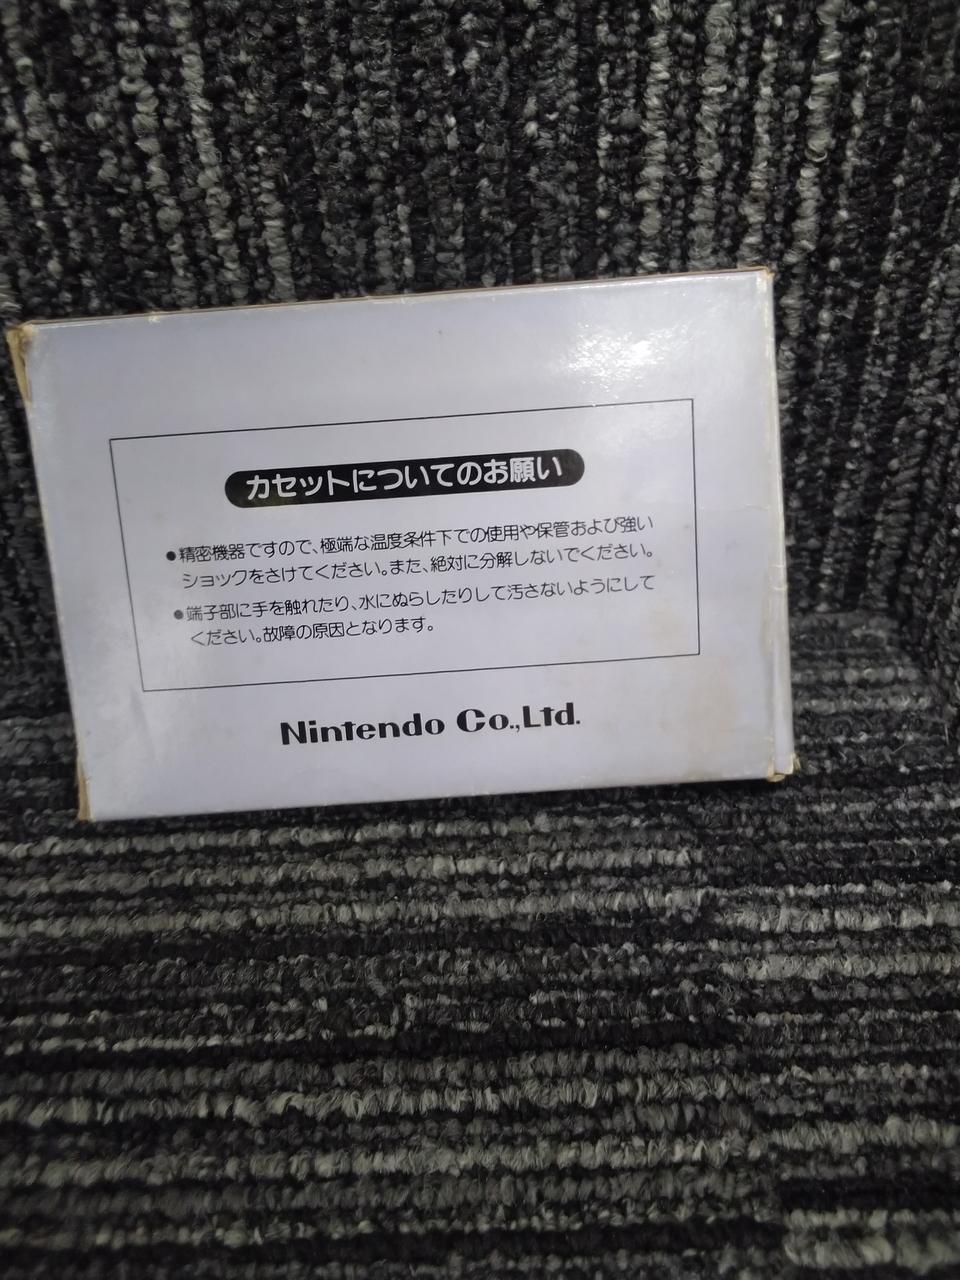 カセットについてのお願い
●精密機器ですので、極端な温度条件下での使用や保管および強い
ショックをさけてください。また、絶対に分解しないでください。
●端子部に手を触れたり、水にぬらしたりして汚さないようにして
ください。故障の原因となります。
Nintendo Co.,Ltd.